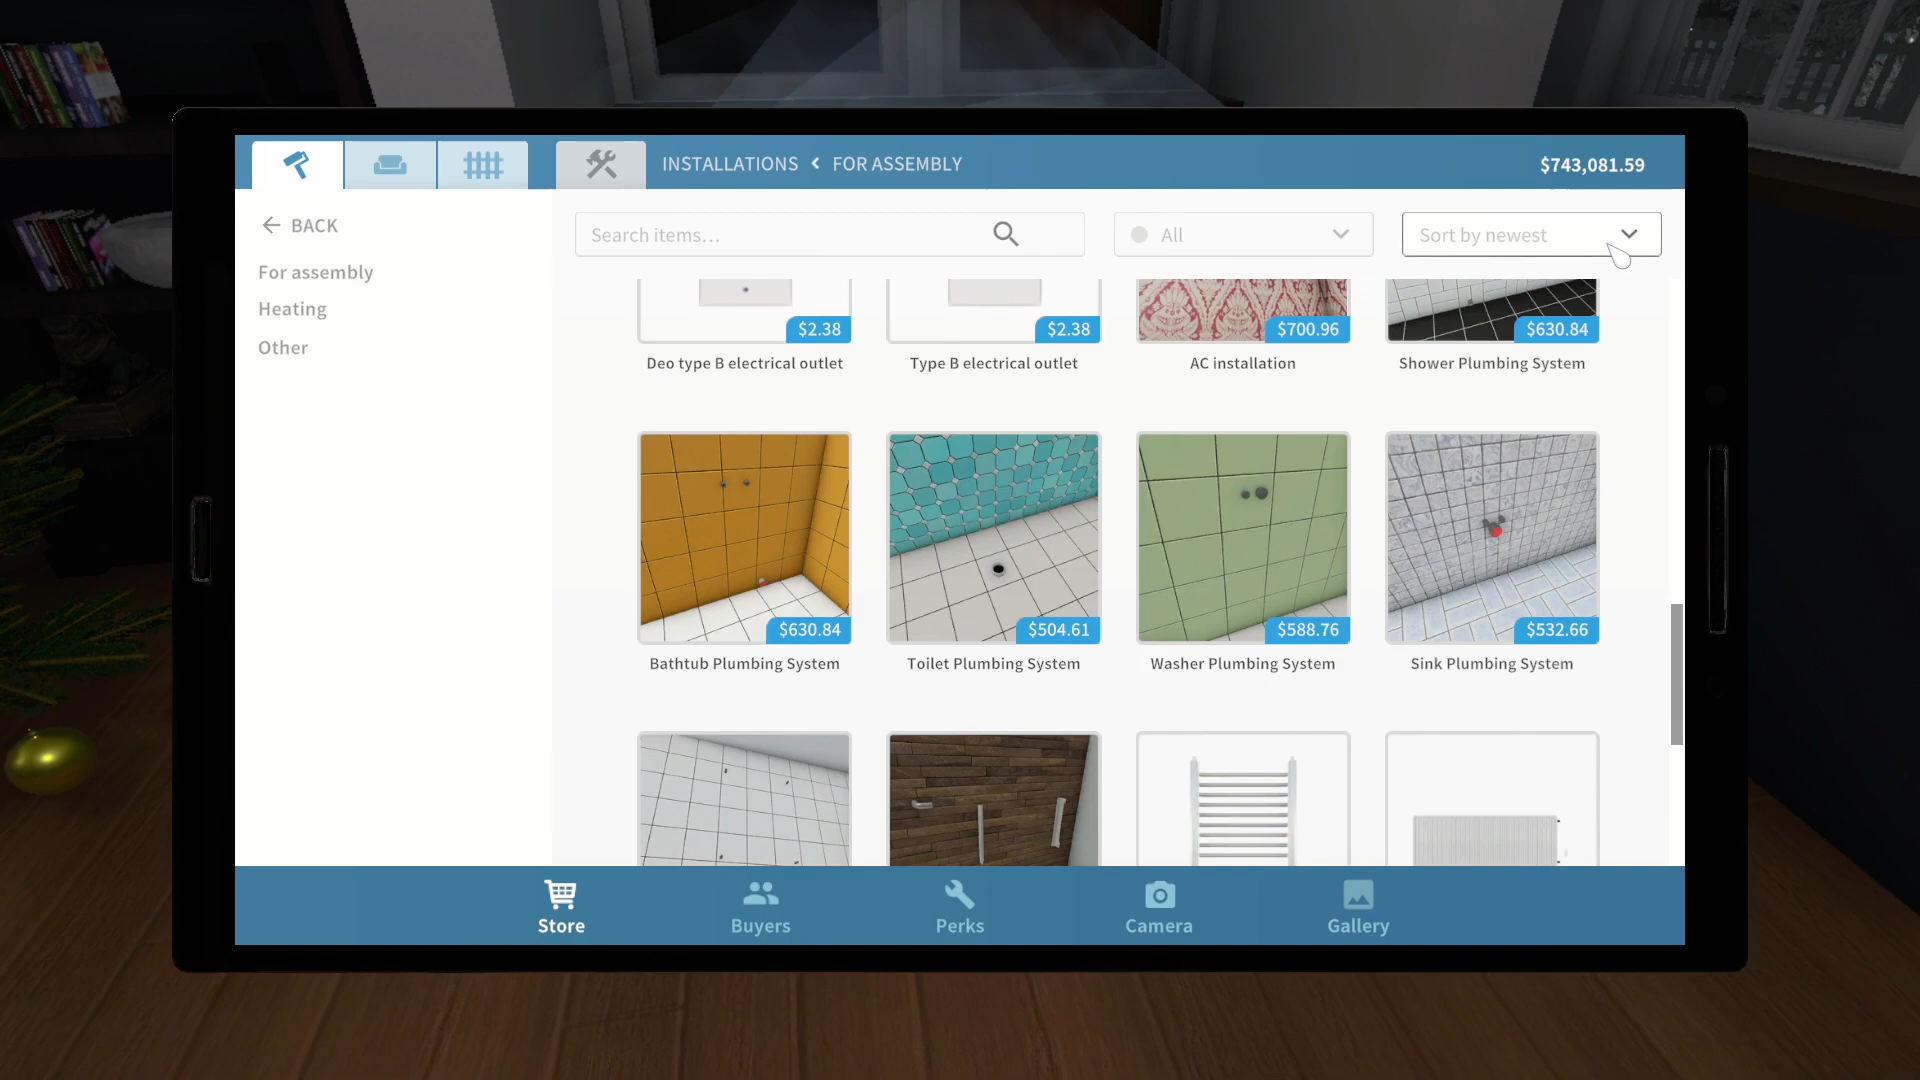 INSTALLATIONS < FOR ASSEMBLY
$743,081.59
BACK
For assembly
Heating
Other
Search items...
All
Sort by newest
$2.38
$2.38
$700.96
$630.84
Deo type B electrical outlet
Type B electrical outlet
AC installation
Shower Plumbing System
$630.84
$504.61
$588.76
$532.66
Bathtub Plumbing System
Toilet Plumbing System
Washer Plumbing System
Sink Plumbing System
Store
Buyers
Perks
Camera
Gallery